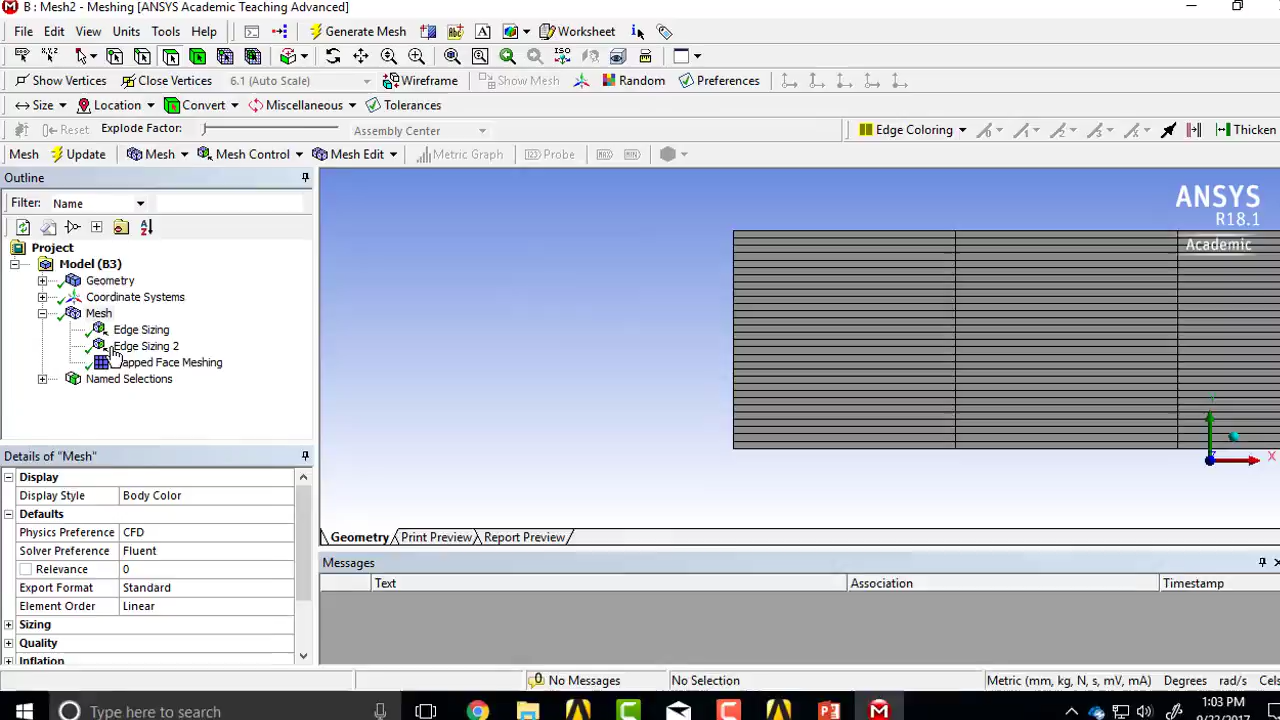 B : Mesh2 - Meshing [ANSYS Academic Teaching Advanced]
File Edit View Units Tools Help Generate Mesh Worksheet
Show Vertices Close Vertices 6.1 (Auto Scale) Wireframe Show Mesh Random Preferences
Size Location Convert Miscellaneous Tolerances
Reset Explode Factor: Assembly Center Edge Coloring Thicken
Mesh Update Mesh Mesh Control Mesh Edit Metric Graph Probe
Outline
Filter: Name
Project
Model (B3)
Geometry
Coordinate Systems
Mesh
Edge Sizing
Edge Sizing 2
apped Face Meshing
Named Selections
Details of "Mesh"
Display
Display Style Body Color
Defaults
Physics Preference CFD
Solver Preference Fluent
Relevance 0
Export Format Standard
Element Order Linear
Sizing
Quality
Inflation
ANSYS
R18.1
Academic
X
Geometry Print Preview Report Preview
Messages
Text Association Timestamp
No Messages No Selection Metric (mm, kg, N, s, mV, mA) Degrees rad/s Cels
Type here to search
1:03 PM